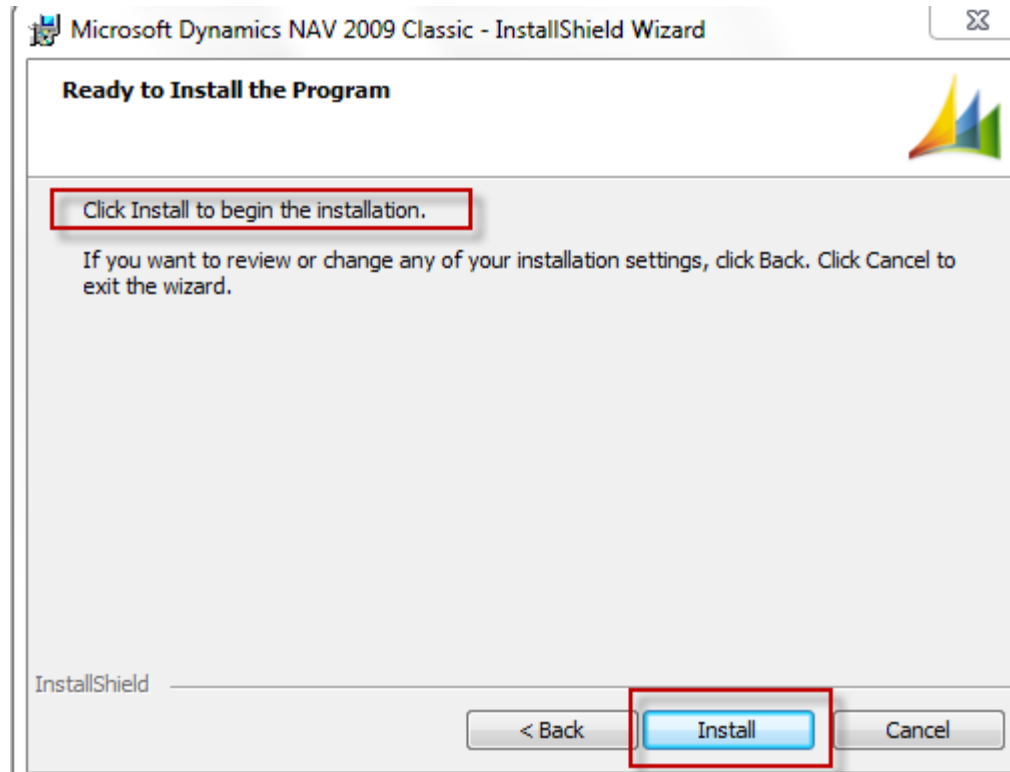 Microsoft Dynamics NAV 2009 Classic - InstallShield Wizard
Ready to Install the Program
Click Install to begin the installation.
If you want to review or change any of your installation settings, click Back. Click Cancel to
exit the wizard.
InstallShield
< Back Install Cancel